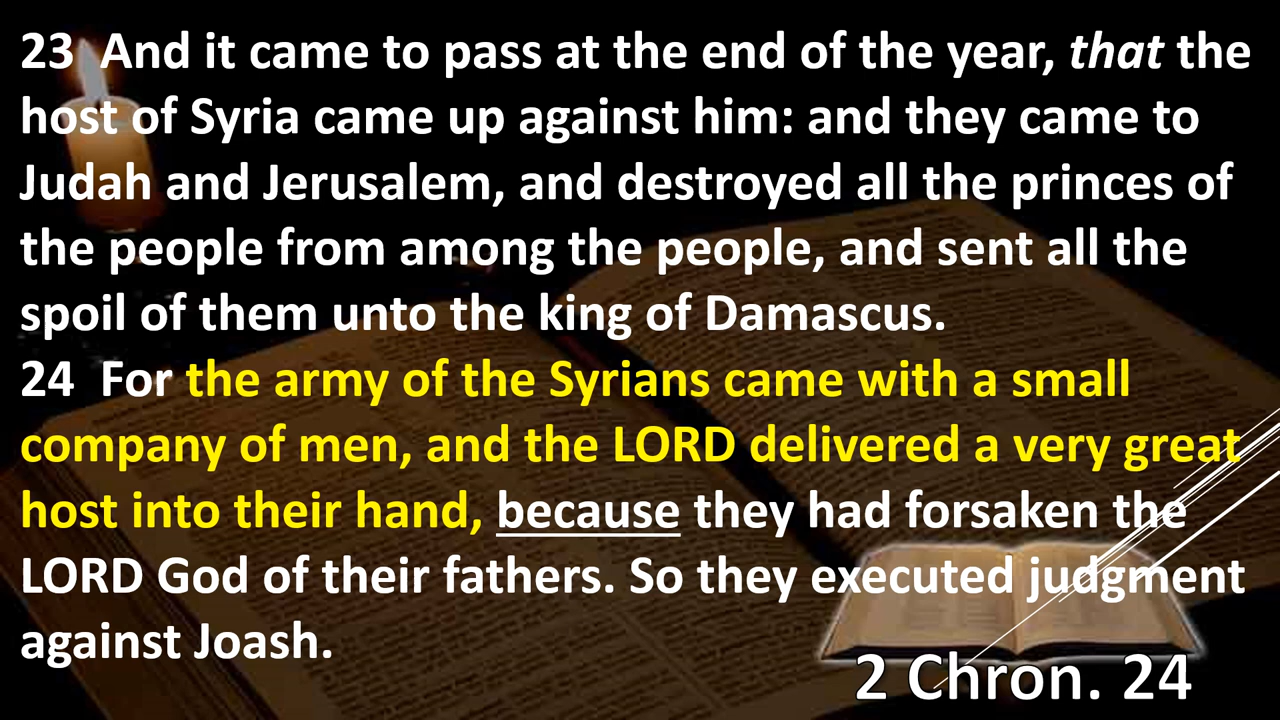 23 And it came to pass at the end of the year, that the
host of Syria came up against him: and they came to
Judah and Jerusalem, and destroyed all the princes of
the people from among the people, and sent all the
spoil of them unto the king of Damascus.
24 For the army of the Syrians came with a small
company of men, and the LORD delivered a very great
host into their hand, because they had forsaken the
LORD God of their fathers. So they executed judgment
against Joash.
2 Chron. 24